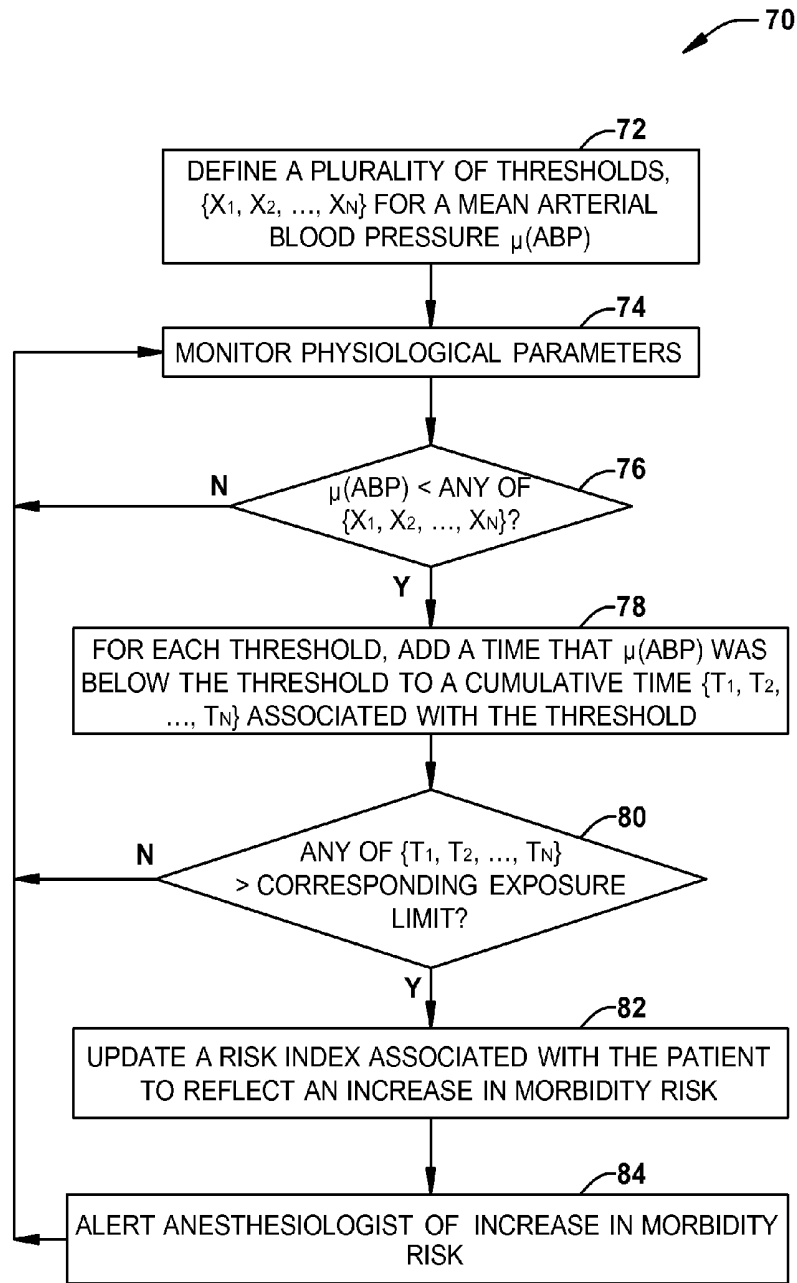 70
72
DEFINE A PLURALITY OF THRESHOLDS,
{X1, X2, ..., XN} FOR A MEAN ARTERIAL
BLOOD PRESSURE μ(ABP)
74
MONITOR PHYSIOLOGICAL PARAMETERS
76
N
μ(ABP) < ANY OF
{X1, X2, ..., XN}?
Y
78
FOR EACH THRESHOLD, ADD A TIME THAT μ(ABP) WAS
BELOW THE THRESHOLD TO A CUMULATIVE TIME {T1, T2,
..., TN} ASSOCIATED WITH THE THRESHOLD
80
N
ANY OF {T1, T2, ..., TN}
> CORRESPONDING EXPOSURE
LIMIT?
Y
82
UPDATE A RISK INDEX ASSOCIATED WITH THE PATIENT
TO REFLECT AN INCREASE IN MORBIDITY RISK
84
ALERT ANESTHESIOLOGIST OF INCREASE IN MORBIDITY
RISK